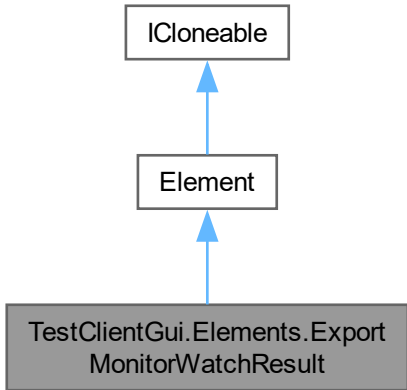 ICloneable
Element
TestClientGui.Elements.Export
MonitorWatchResult